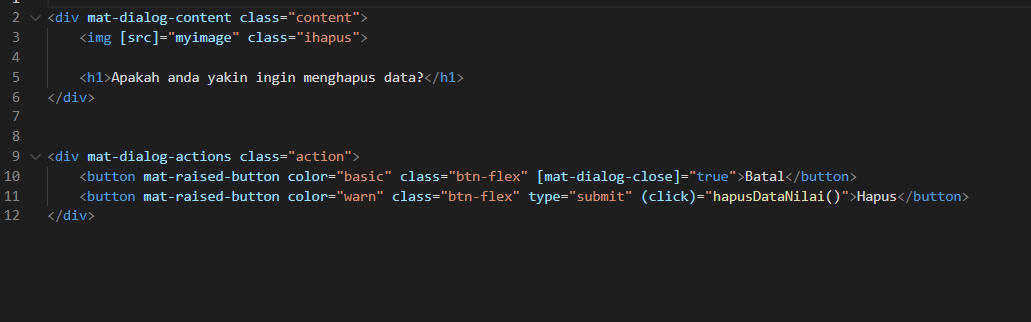 2 <div mat-dialog-content class="content">
3 <img [src]="myimage" class="ihapus">
4
5 <h1>Apakah anda yakin ingin menghapus data?</h1>
6 </div>
7
8
9 <div mat-dialog-actions class="action">
10 <button mat-raised-button color="basic" class="btn-flex" [mat-dialog-close]="true">Batal</button>
11 <button mat-raised-button color="warn" class="btn-flex" type="submit" (click)="hapusDataNilai()">Hapus</button>
12 </div>